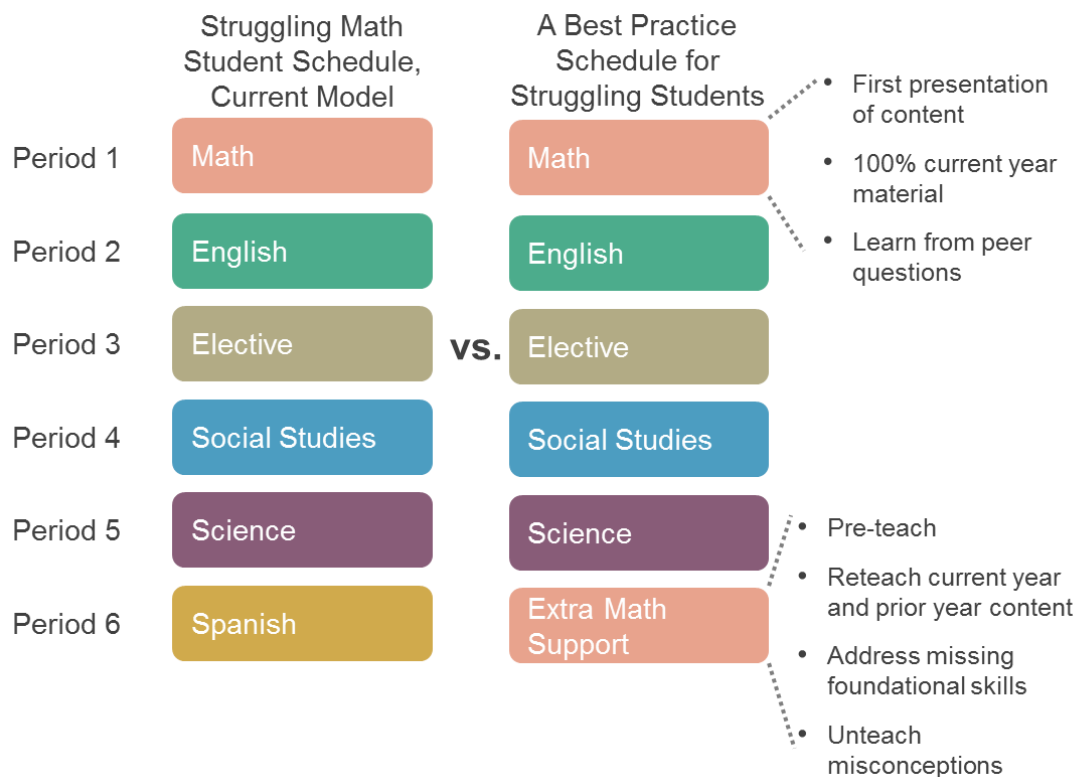 Struggling Math
Student Schedule,
Current Model
A Best Practice
Schedule for
Struggling Students
Period 1
Math
Math
• First presentation
of content
• 100% current year
material
• Learn from peer
questions
Period 2
English
English
Period 3
Elective
vs.
Elective
Period 4
Social Studies
Social Studies
Period 5
Science
Science
Period 6
Spanish
Extra Math
Support
• Pre-teach
• Reteach current year
and prior year content
• Address missing
foundational skills
• Unteach
misconceptions